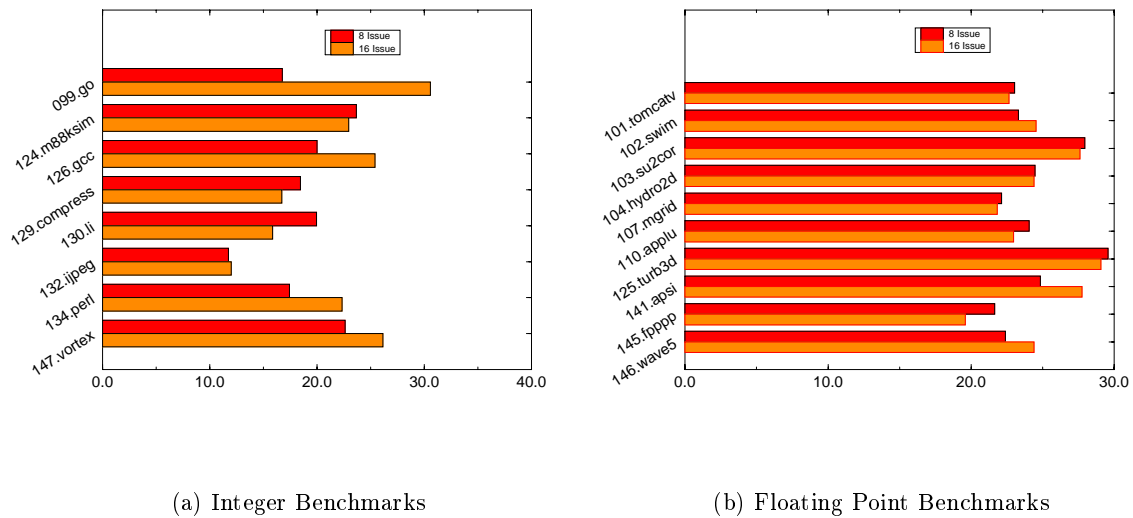 8 Issue
16 Issue
099.go
124.m88ksim
126.gcc
129.compress
130.li
132.ijpeg
134.perl
147.vortex
0.0 10.0 20.0 30.0 40.0
(a) Integer Benchmarks
8 Issue
16 Issue
101.tomcatv
102.swim
103.su2cor
104.hydro2d
107.mgrid
110.applu
125.turb3d
141.apsi
145.fpppp
146.wave5
0.0 10.0 20.0 30.0
(b) Floating Point Benchmarks